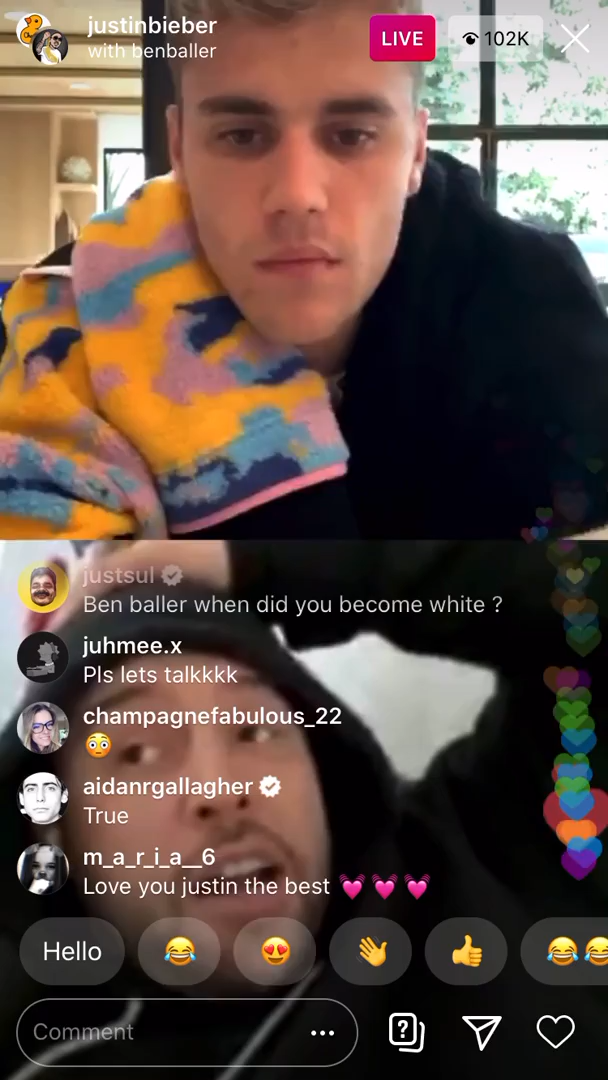 justinbieber
with benballer
LIVE
102K
justsul
Ben baller when did you become white ?
juhmee.x
Pls lets talkkkk
champagnefabulous_22
😳
aidanrgallagher
True
m_a_r_i_a__6
Love you justin the best 💓 💓 💓
Hello 😂 😍 👋 👍 😂😂
Comment
?